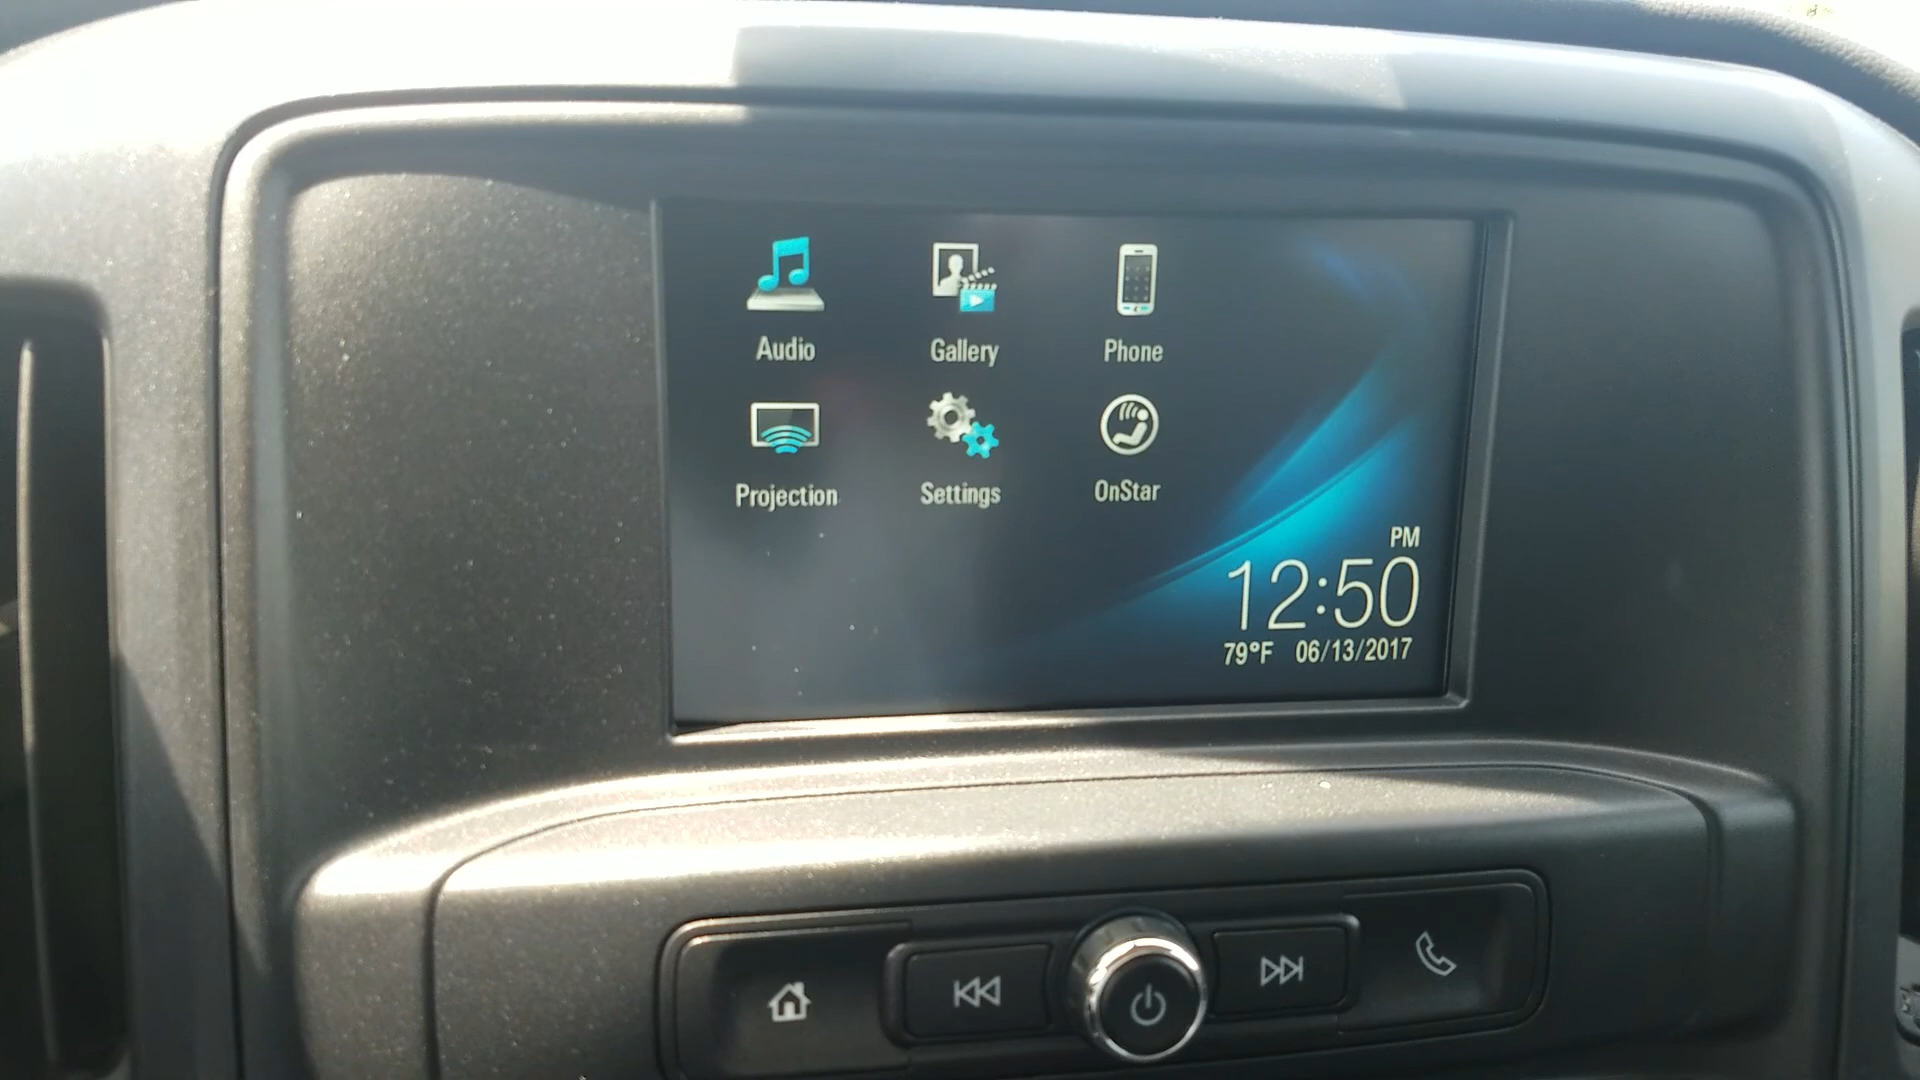 Audio Gallery Phone
Projection Settings OnStar
PM
12:50
79°F 06/13/2017